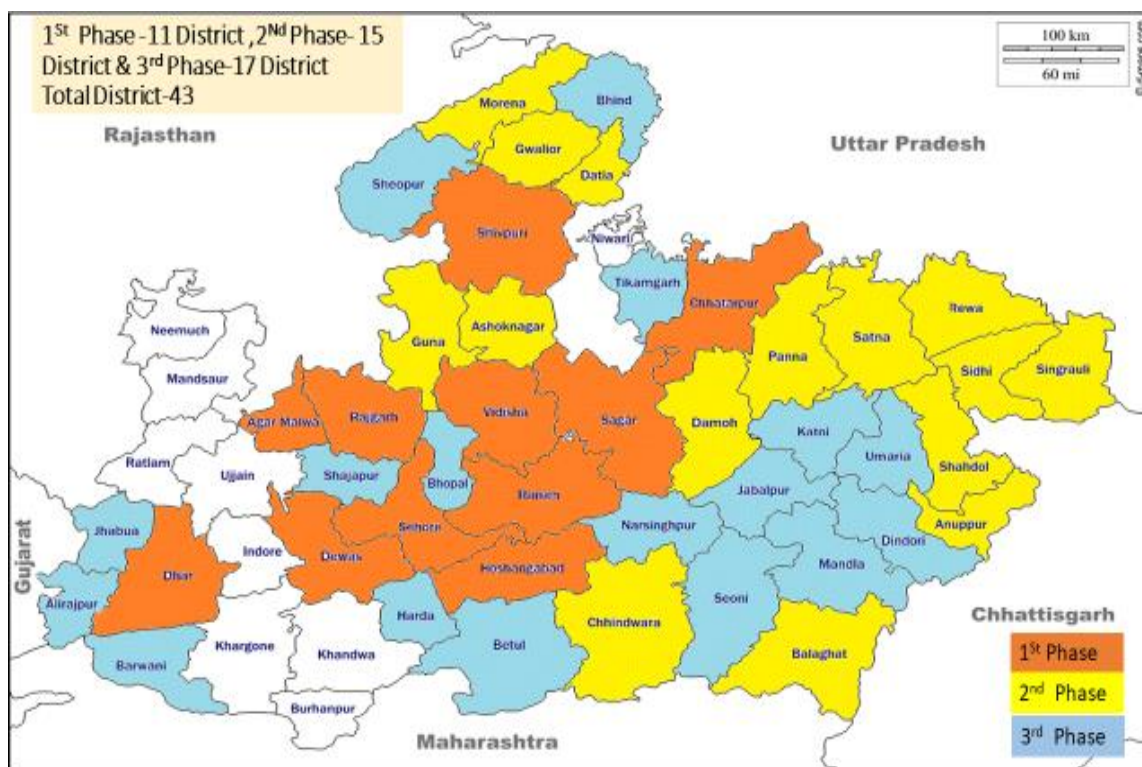 1St Phase -11 District ,2Nd Phase- 15
District & 3rd Phase-17 District
Total District-43
100 km
60 mi
Rajasthan
Uttar Pradesh
Morena
Bhind
Gwalior
Datia
Sheopur
Shivpuri
Niwari
Tikamgarh
Chhatarpur
Neemuch
Guna
Ashoknagar
Rewa
Satna
Panna
Sidhi
Singrauli
Mandsaur
Agar Malwa
Rajgarh
Vidisha
Sagar
Damoh
Katni
Umaria
Shahdol
Ratlam
Ujjain
Shajapur
Bhopal
Raisen
Jabalpur
Anuppur
Jhabua
Gujarat
Dhar
Indore
Dewas
Sehore
Hoshangabad
Narsinghpur
Dindori
Mandla
Alirajpur
Harda
Seoni
Chhindwara
Chhattisgarh
Khargone
Khandwa
Betul
Balaghat
Barwani
Burhanpur
Maharashtra
1St Phase
2nd Phase
3rd Phase